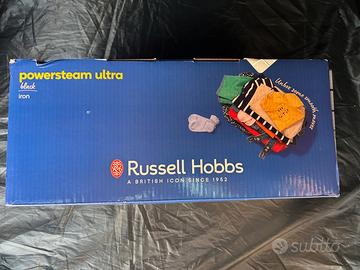 powersteam ultra
black
iron
Russell Hobbs
A BRITISH ICON SINCE 1952
subito